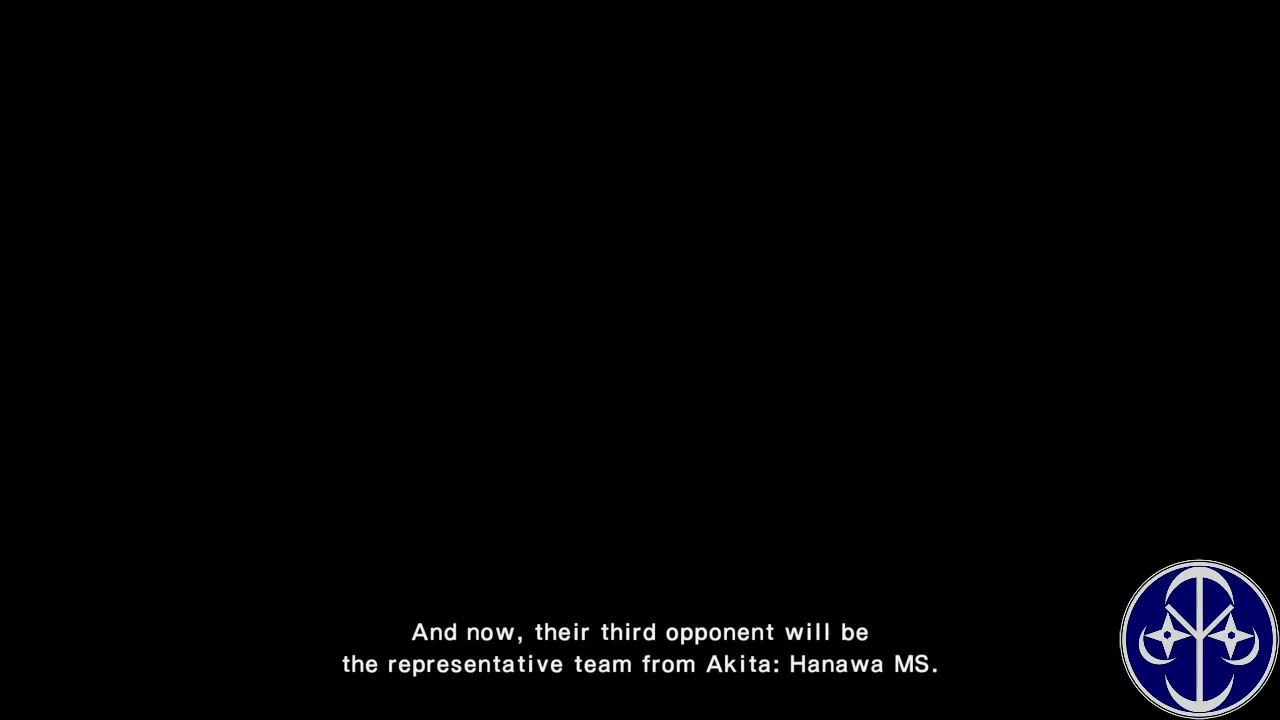 And now, their third opponent will be
the representative team from Akita: Hanawa MS.